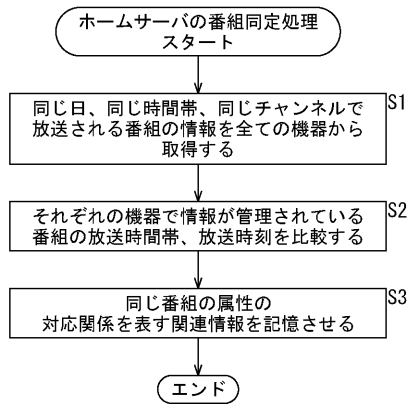 ホームサーバの番組同定処理
スタート
S1
同じ日、同じ時間帯、同じチャンネルで
放送される番組の情報を全ての機器から
取得する
S2
それぞれの機器で情報が管理されている
番組の放送時間帯、放送時刻を比較する
S3
同じ番組の属性の
対応関係を表す関連情報を記憶させる
エンド